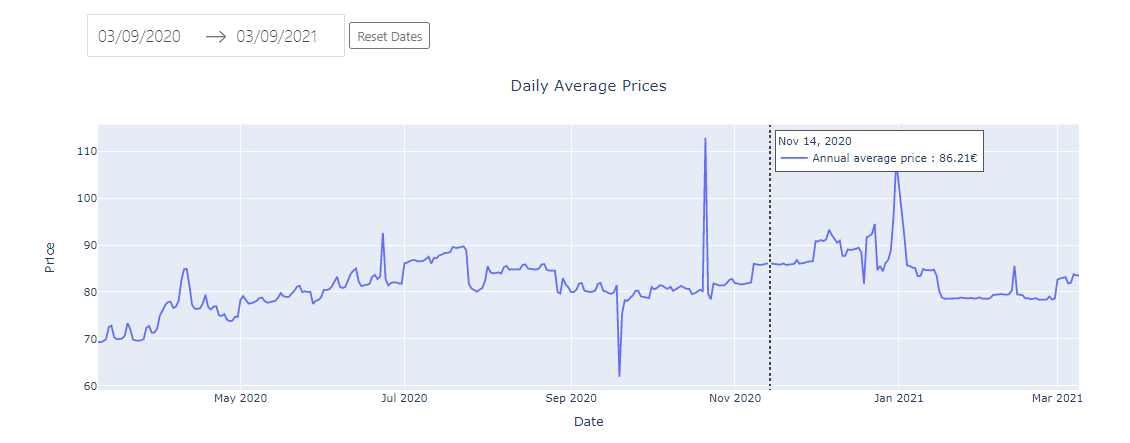 03/09/2020 → 03/09/2021 Reset Dates
Daily Average Prices
Nov 14, 2020
Annual average price : 86.21€
Price
110
100
90
80
70
60
May 2020 Jul 2020 Sep 2020 Nov 2020 Jan 2021 Mar 2021
Date